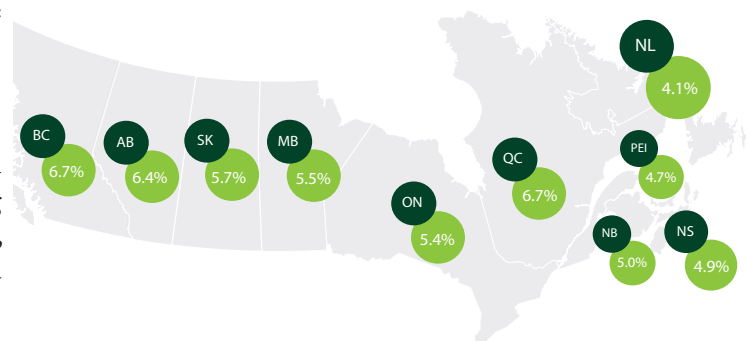 NL
4.1%
BC
6.7%
AB
6.4%
SK
5.7%
MB
5.5%
ON
5.4%
QC
6.7%
PEI
4.7%
NB
5.0%
NS
4.9%